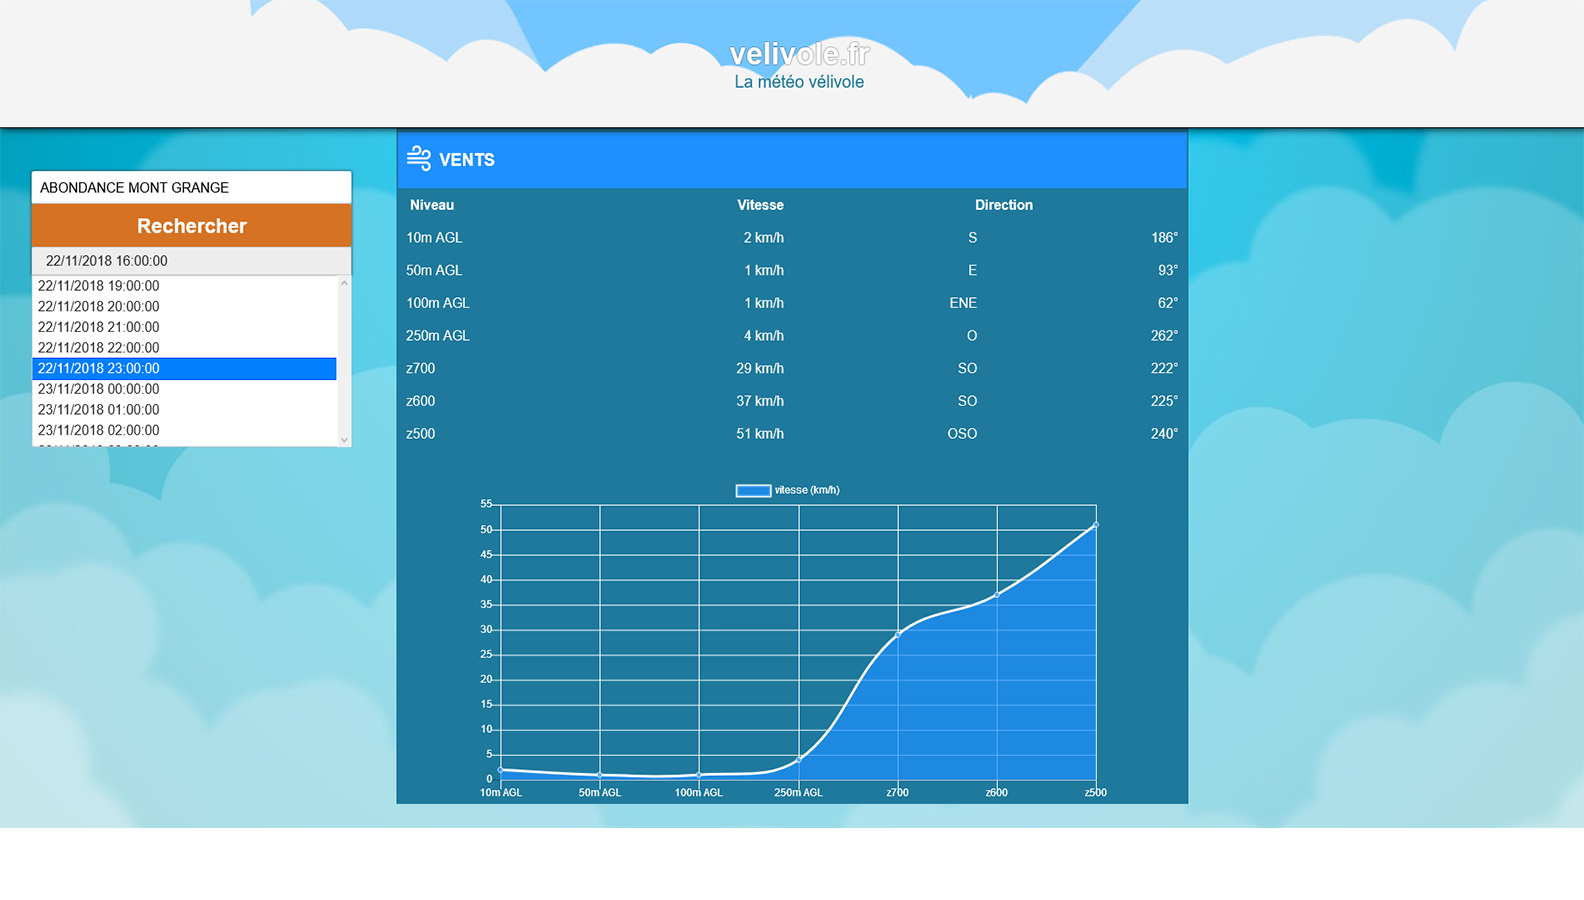 velivole.fr
La météo vélivole
ABONDANCE MONT GRANGE
Rechercher
22/11/2018 16:00:00
22/11/2018 19:00:00
22/11/2018 20:00:00
22/11/2018 21:00:00
22/11/2018 22:00:00
22/11/2018 23:00:00
23/11/2018 00:00:00
23/11/2018 01:00:00
23/11/2018 02:00:00
VENTS
Niveau Vitesse Direction
10m AGL 2 km/h S 186°
50m AGL 1 km/h E 93°
100m AGL 1 km/h ENE 62°
250m AGL 4 km/h O 262°
z700 29 km/h SO 222°
z600 37 km/h SO 225°
z500 51 km/h OSO 240°
vitesse (km/h)
55
50
45
40
35
30
25
20
15
10
5
0
10m AGL 50m AGL 100m AGL 250m AGL z700 z600 z500